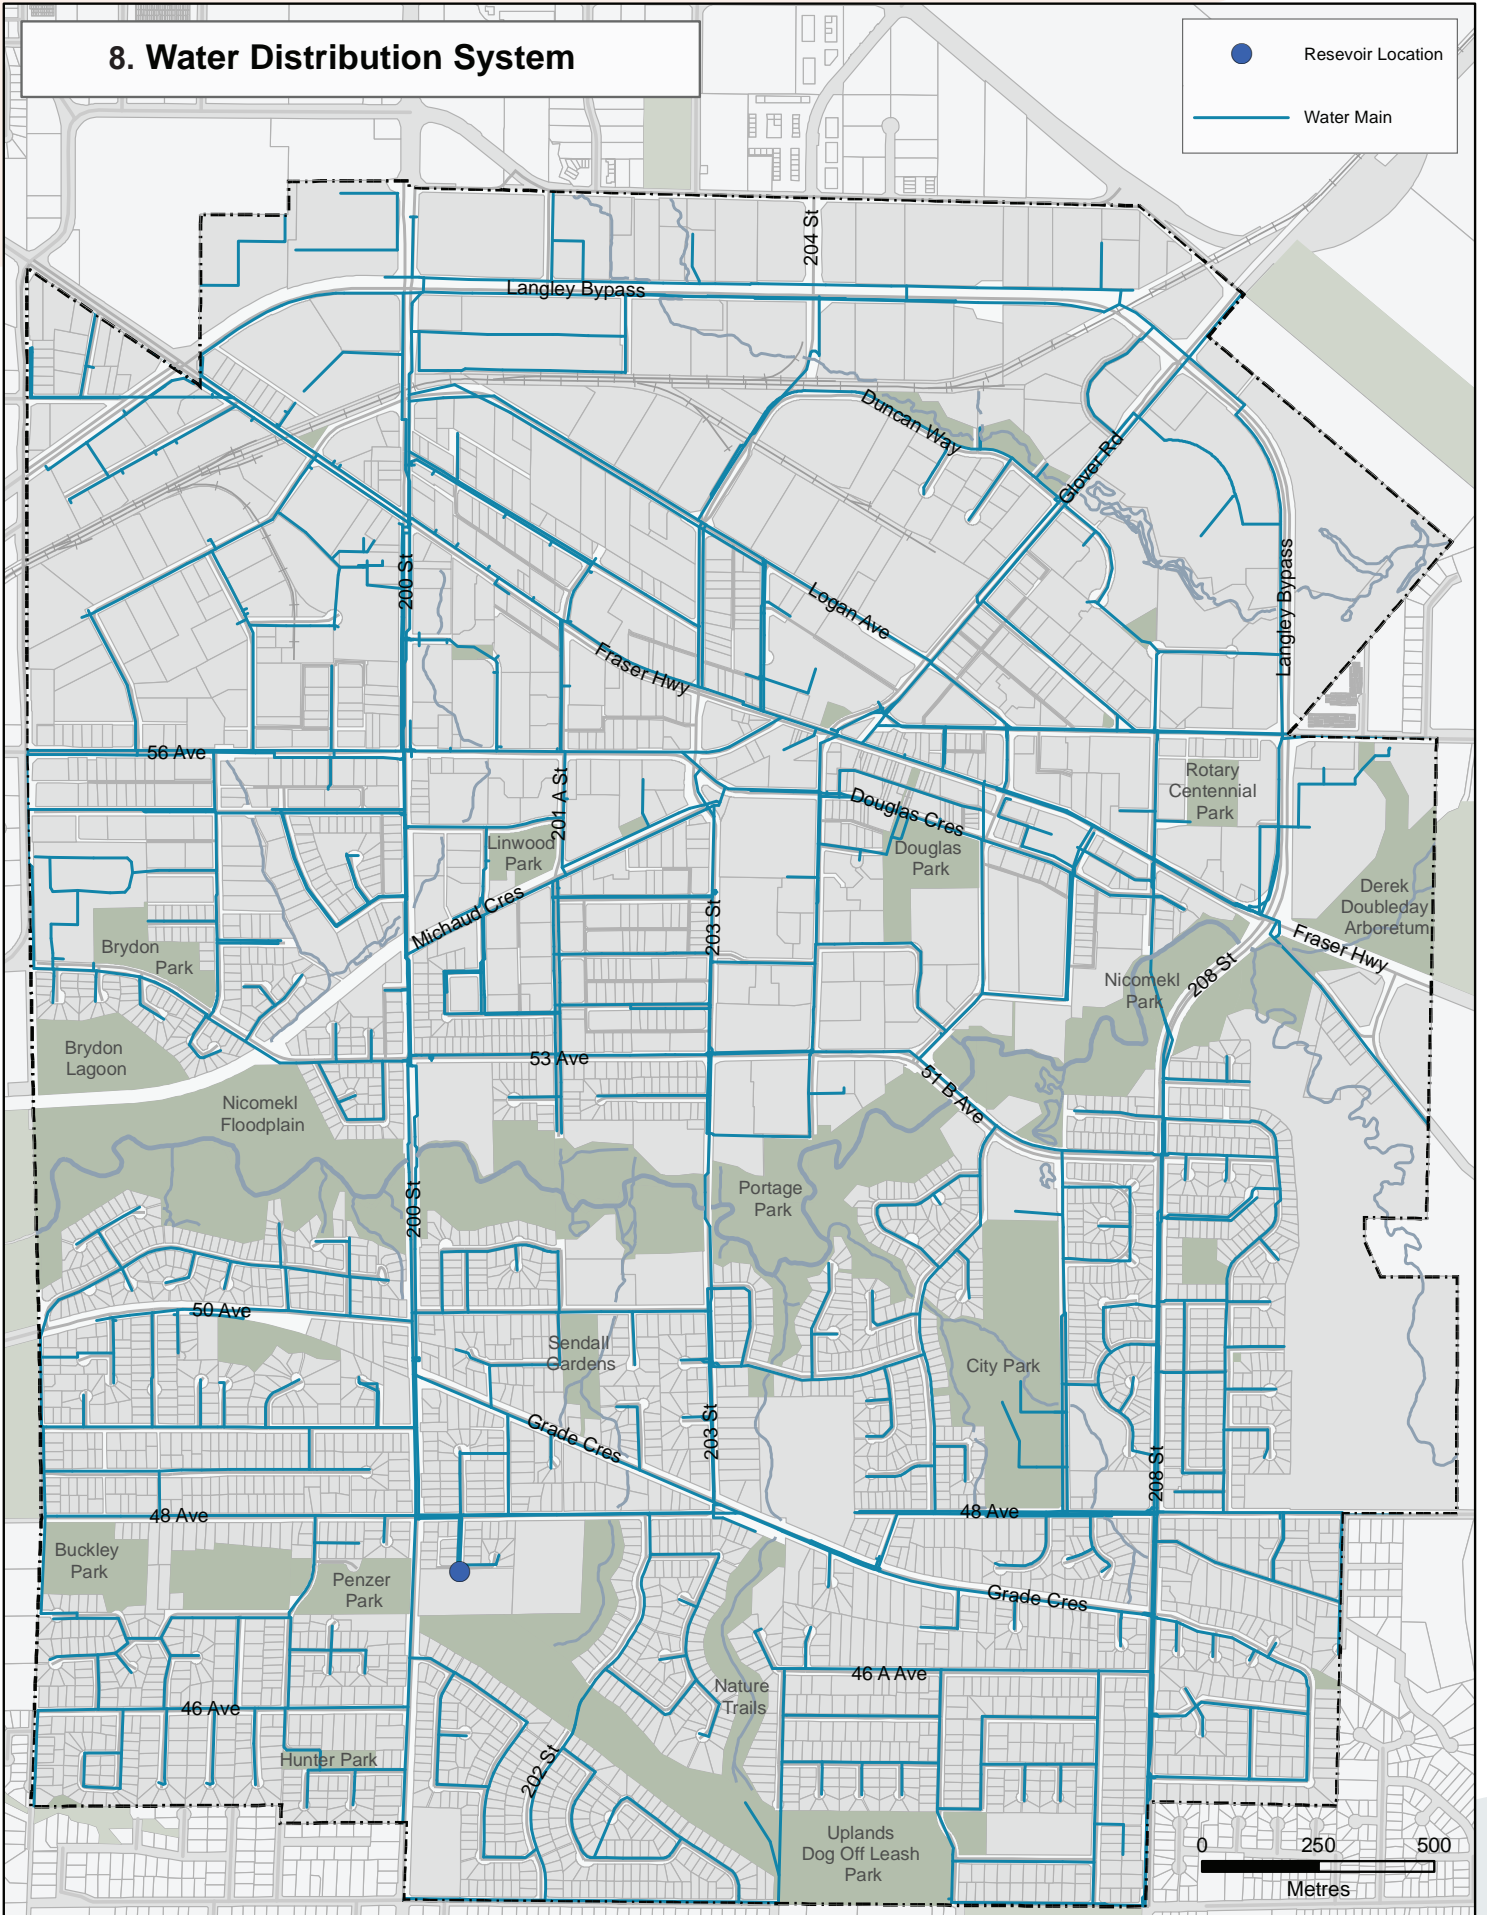 8. Water Distribution System
Resevoir Location
Water Main
204 St
Langley Bypass
Duncan Way
Glover Rd
200 St
Langley Bypass
Logan Ave
Fraser Hwy
56 Ave
201 A St
Rotary
Centennial
Park
Douglas Cres
Linwood
Park
Douglas
Park
Derek
Doubleday
Arboretum
Michaud Cres
203 St
Brydon
Park
Fraser Hwy
208 St
Nicomekl
Park
Brydon
Lagoon
53 Ave
51 B Ave
Nicomekl
Floodplain
200 St
Portage
Park
50 Ave
Sendall
Gardens
City Park
Grade Cres
203 St
208 St
48 Ave
48 Ave
Buckley
Park
Penzer
Park
Grade Cres
46 A Ave
Nature
Trails
46 Ave
Hunter Park
202 St
Uplands
Dog Off Leash
Park
0 250 500
Metres